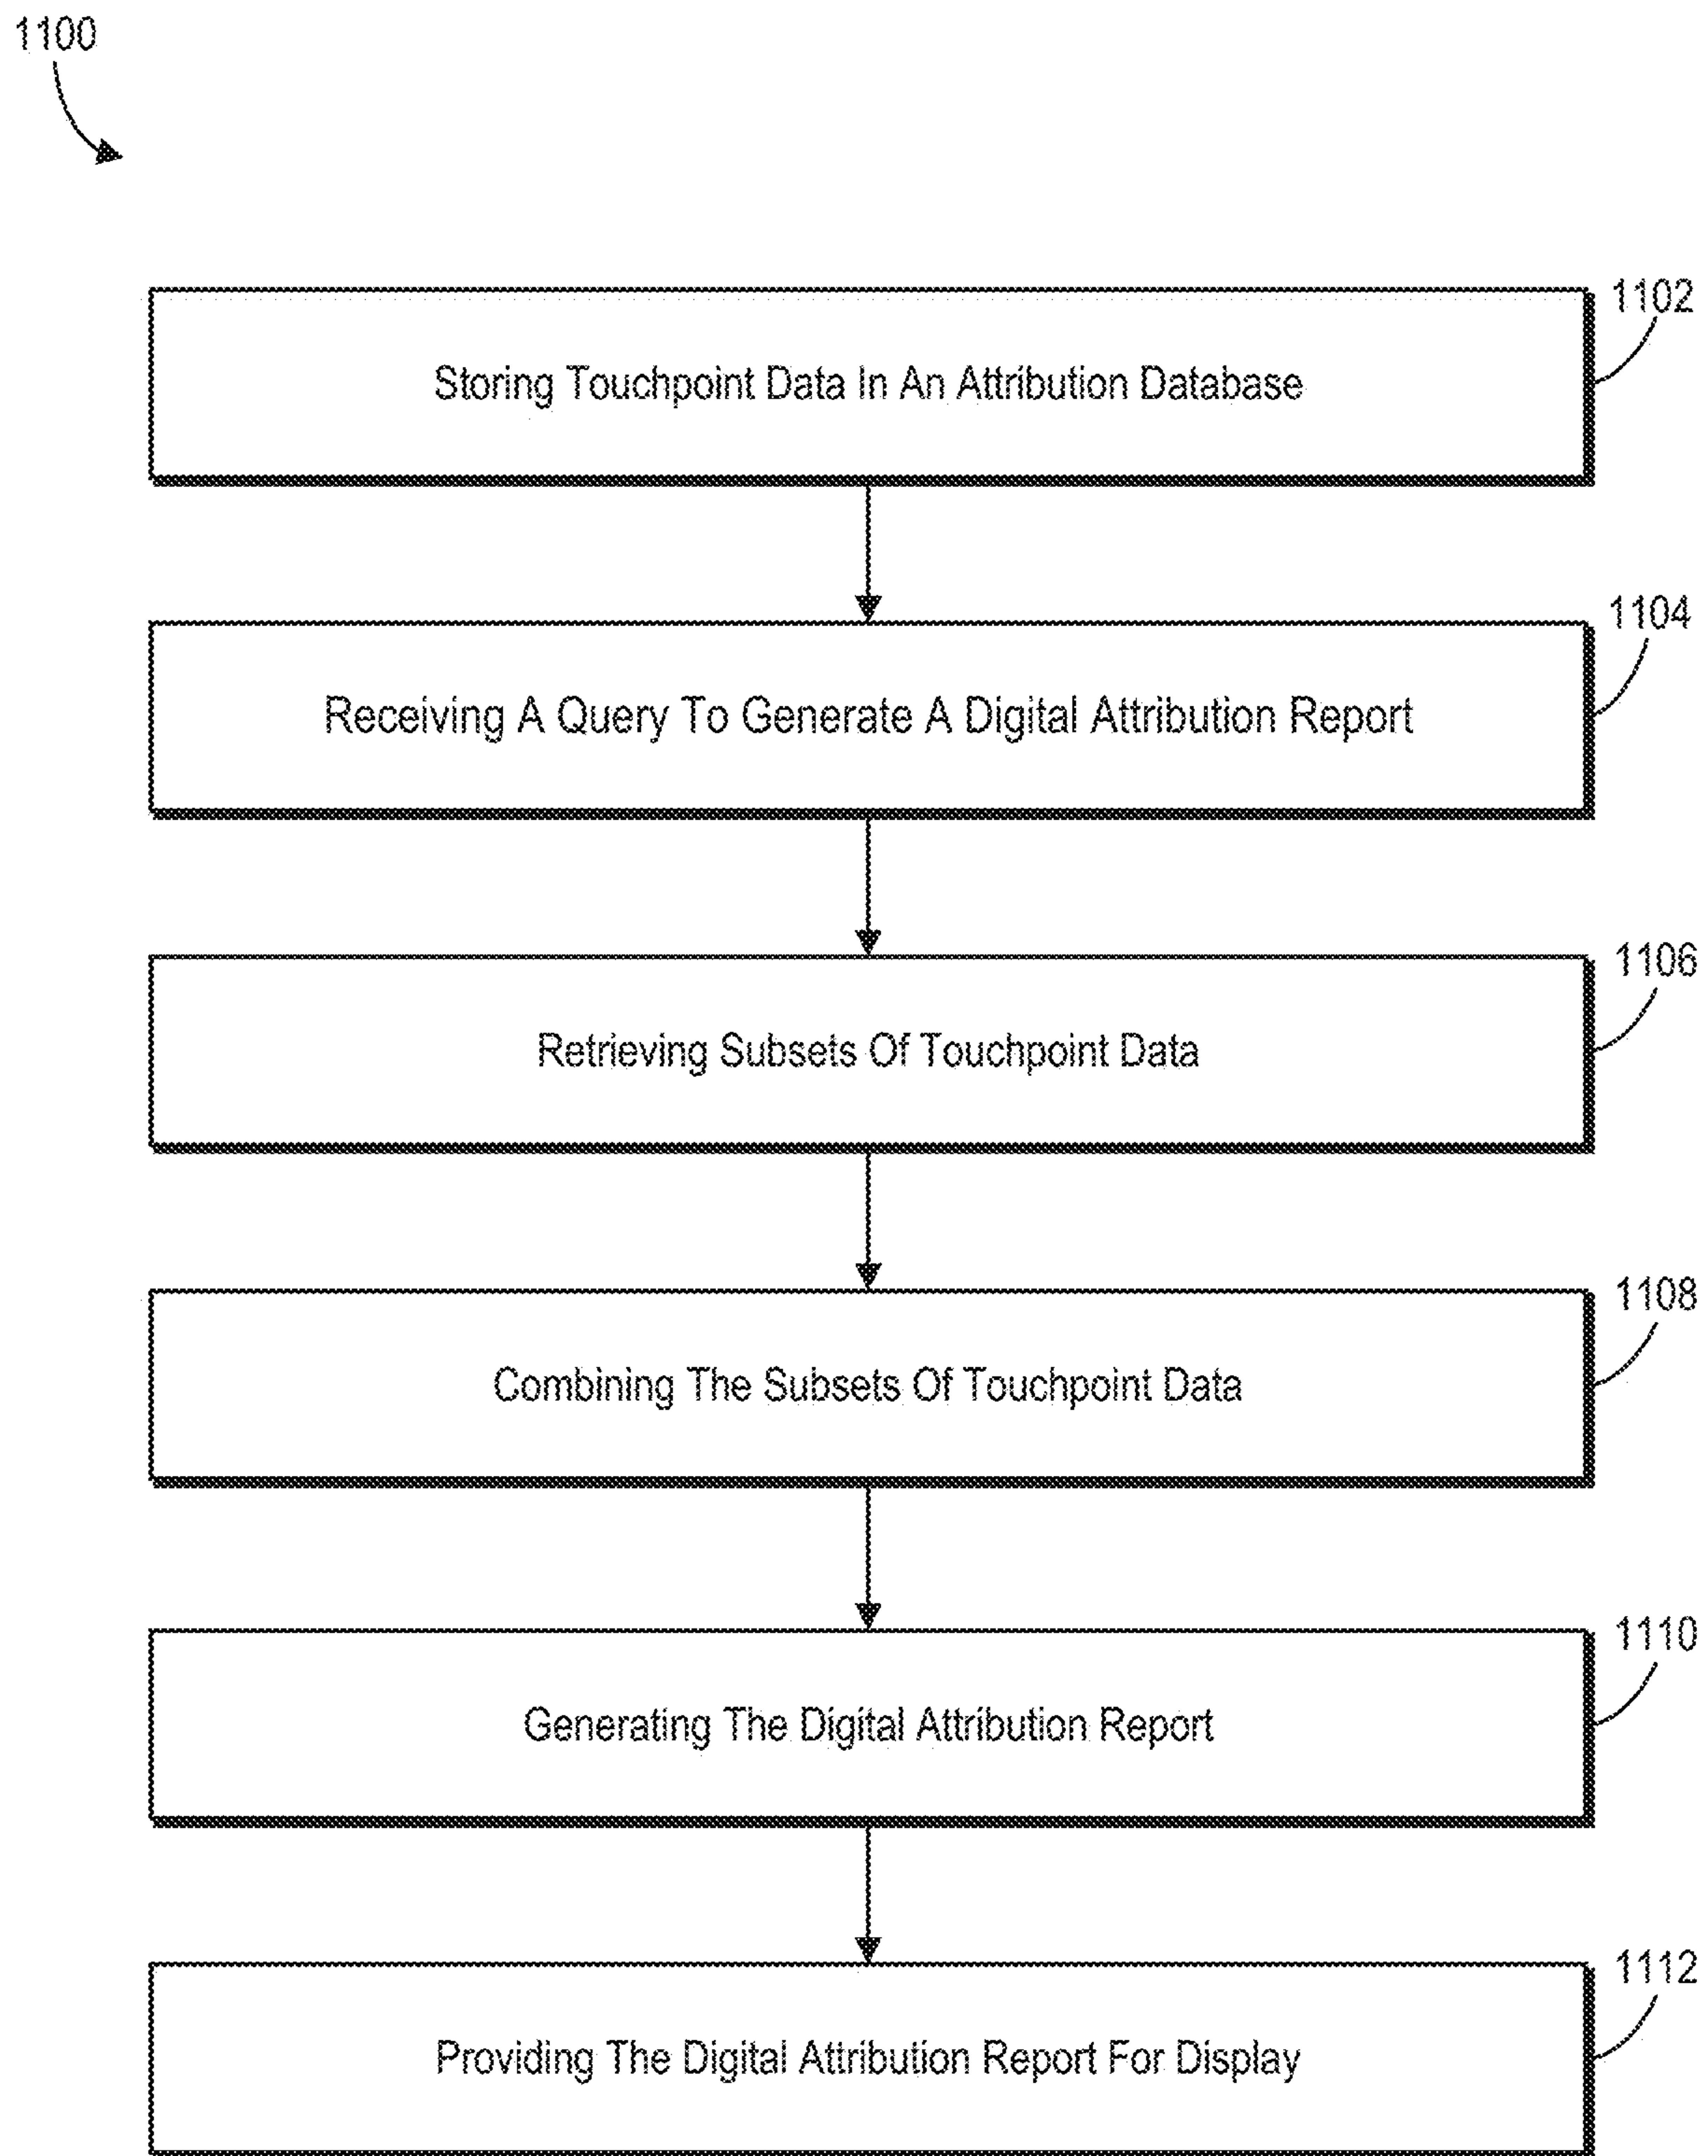 1100
1102
Storing Touchpoint Data In An Attribution Database
1104
Receiving A Query To Generate A Digital Attribution Report
1106
Retrieving Subsets Of Touchpoint Data
1108
Combining The Subsets Of Touchpoint Data
1110
Generating The Digital Attribution Report
1112
Providing The Digital Attribution Report For Display